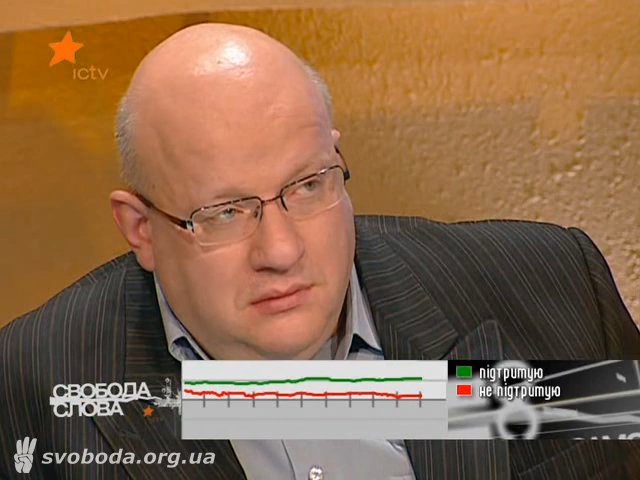 ictv
підтримую
не підтримую
СВОБОДА
СЛОВА
svoboda.org.ua